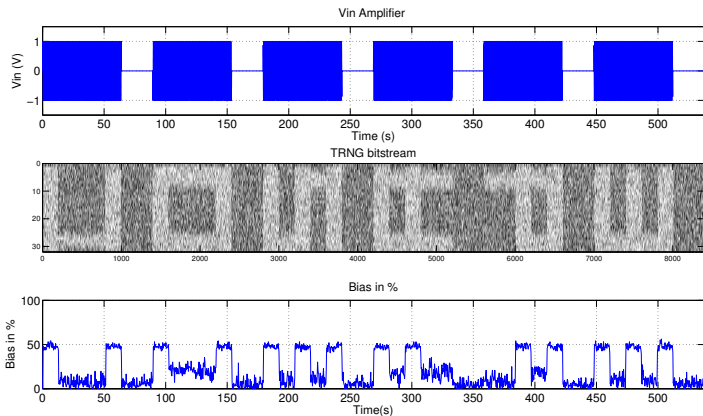 Vin Amplifier
Vin (V)
1
0
−1
0 50 100 150 200 250 300 350 400 450 500
Time (s)
TRNG bitstream
0
10
20
30
0 1000 2000 3000 4000 5000 6000 7000 8000
Bias in %
Bias in %
100
50
0
0 50 100 150 200 250 300 350 400 450 500
Time(s)